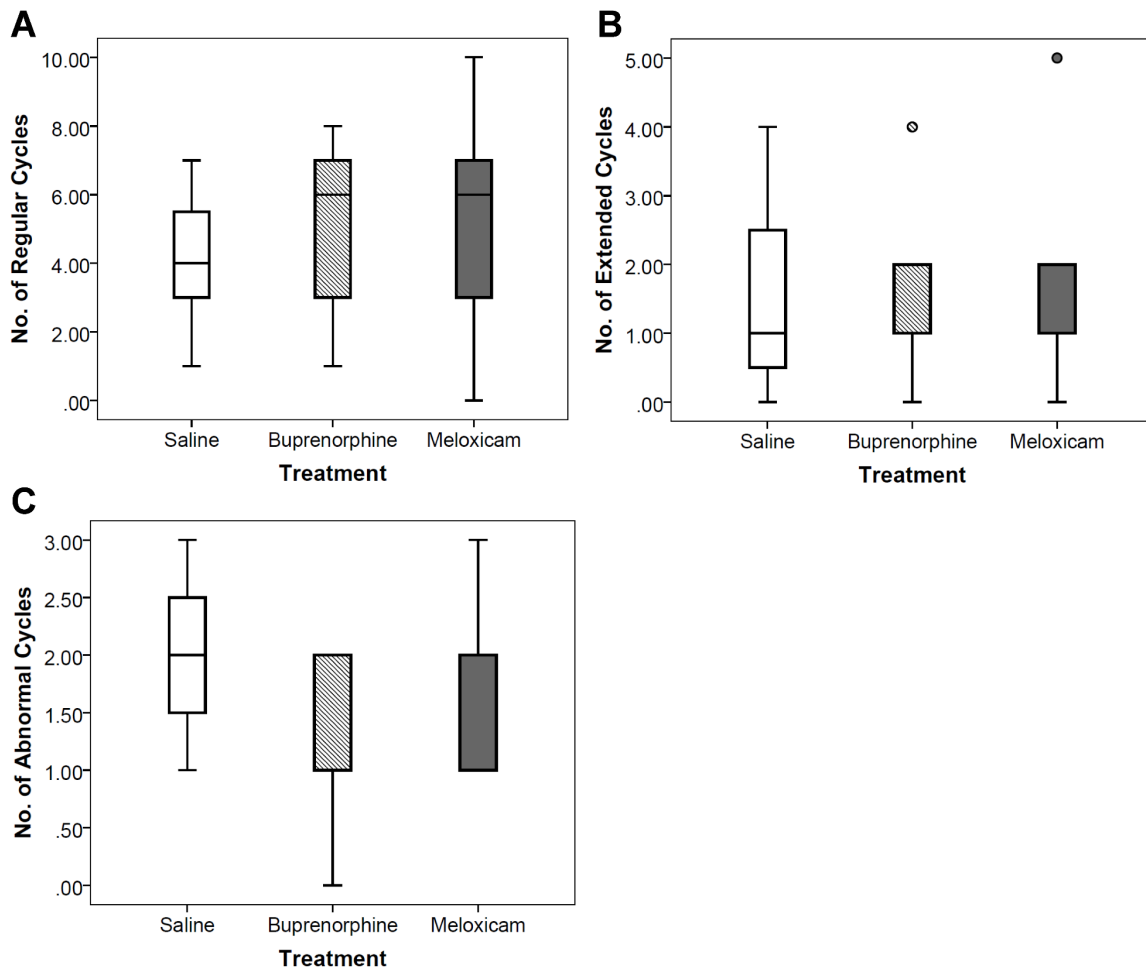 A
No. of Regular Cycles
10.00
8.00
6.00
4.00
2.00
.00
Saline Buprenorphine Meloxicam
Treatment
B
No. of Extended Cycles
5.00
4.00
3.00
2.00
1.00
.00
Saline Buprenorphine Meloxicam
Treatment
C
No. of Abnormal Cycles
3.00
2.50
2.00
1.50
1.00
.50
.00
Saline Buprenorphine Meloxicam
Treatment